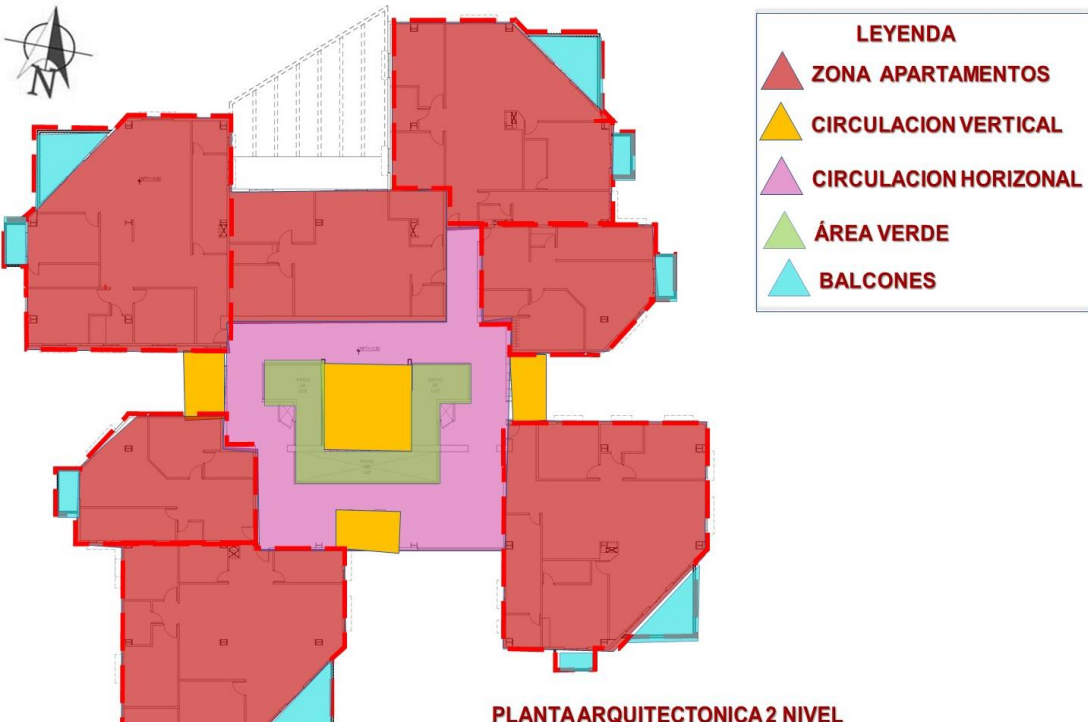 N
LEYENDA
ZONA APARTAMENTOS
CIRCULACION VERTICAL
CIRCULACION HORIZONAL
ÁREA VERDE
BALCONES
PLANTA ARQUITECTONICA 2 NIVEL